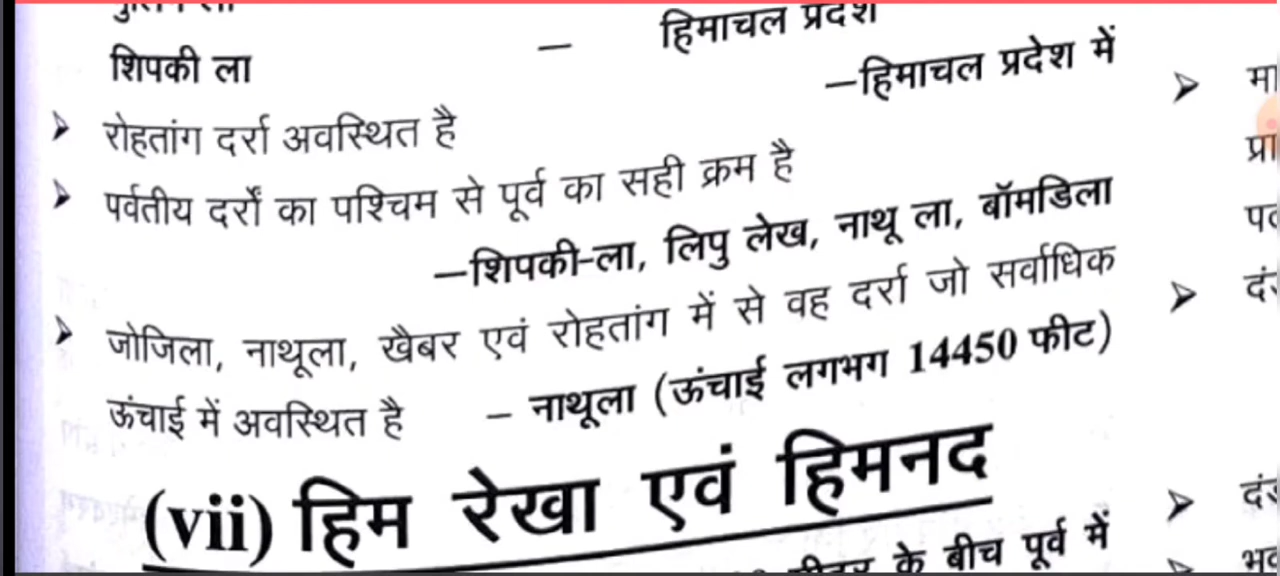 शिपकी ला – हिमाचल प्रदेश
➢ रोहतांग दर्रा अवस्थित है –हिमाचल प्रदेश में
➢ पर्वतीय दर्रों का पश्चिम से पूर्व का सही क्रम है
–शिपकी-ला, लिपु लेख, नाथू ला, बॉमडिला
➢ जोजिला, नाथूला, खैबर एवं रोहतांग में से वह दर्रा जो सर्वाधिक
ऊंचाई में अवस्थित है – नाथूला (ऊंचाई लगभग 14450 फीट)
(vii) हिम रेखा एवं हिमनद
के बीच पूर्व में